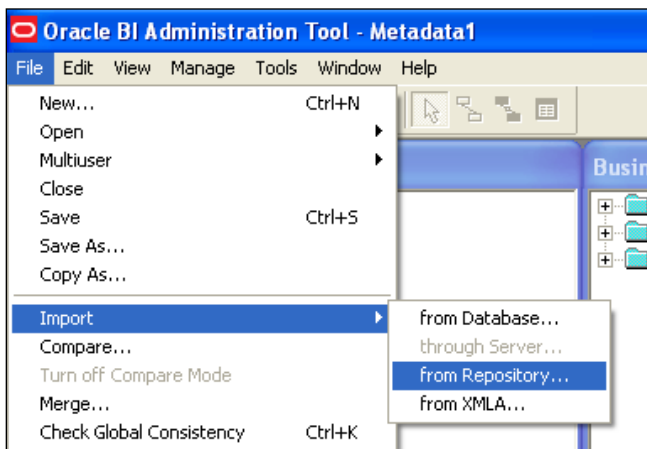 Oracle BI Administration Tool - Metadata1
File Edit View Manage Tools Window Help
New... Ctrl+N
Open
Multiuser
Close
Save Ctrl+S
Save As...
Copy As...
Import
Compare...
Turn off Compare Mode
Merge...
Check Global Consistency Ctrl+K
Busin
from Database...
through Server...
from Repository...
from XMLA...